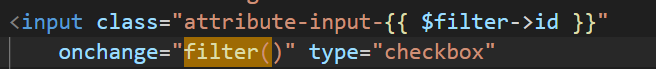 <input class="attribute-input-{{ $filter->id }}"
onchange="filter()" type="checkbox"